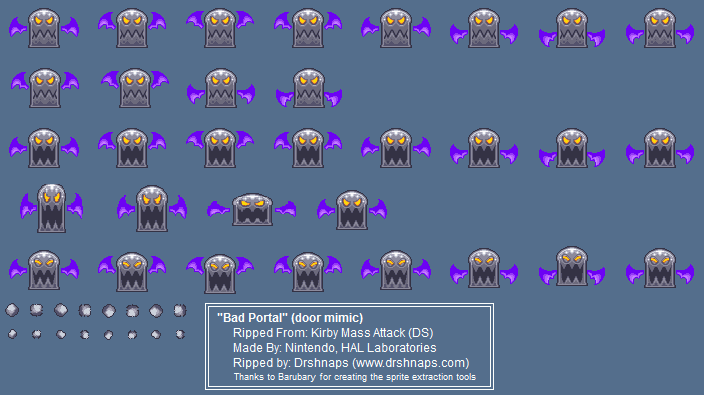 "Bad Portal" (door mimic)
Ripped From: Kirby Mass Attack (DS)
Made By: Nintendo, HAL Laboratories
Ripped by: Drshnaps (www.drshnaps.com)
Thanks to Barubary for creating the sprite extraction tools